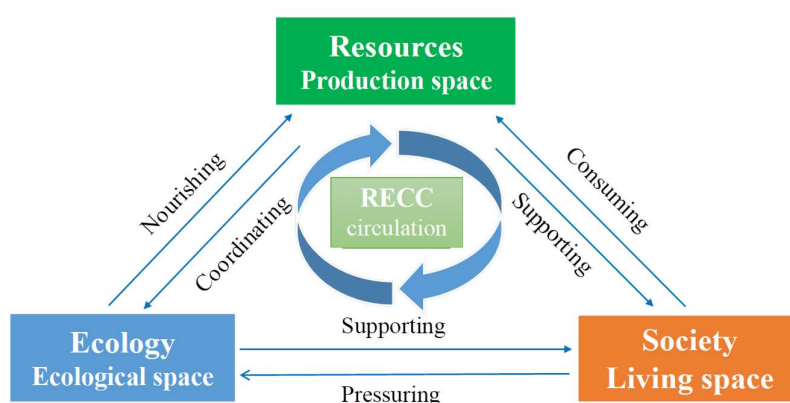 Resources
Production space
Nourishing
Coordinating
RECC
circulation
Consuming
Supporting
Supporting
Ecology
Ecological space
Society
Living space
Pressuring